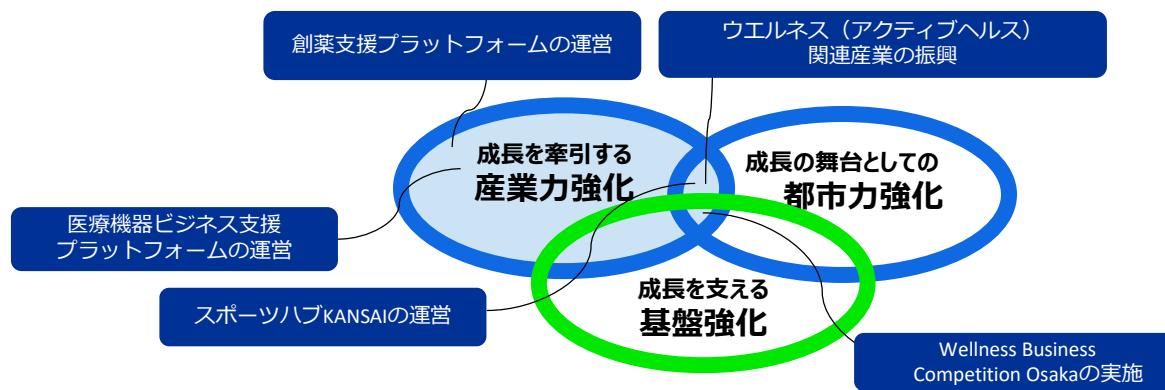 創薬支援プラットフォームの運営
ウエルネス（アクティブヘルス）
関連産業の振興
成長を牽引する
産業力強化
成長の舞台としての
都市力強化
医療機器ビジネス支援
プラットフォームの運営
成長を支える
基盤強化
スポーツハブKANSAIの運営
Wellness Business
Competition Osakaの実施